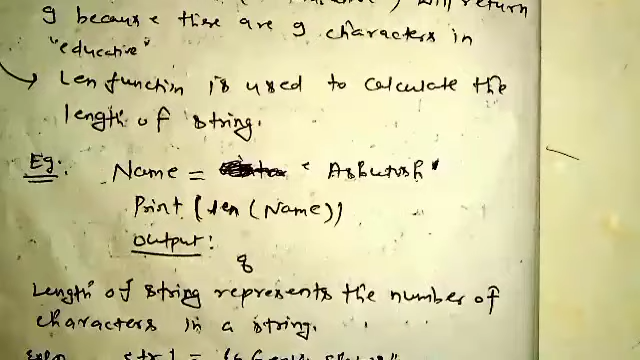 9 because there are 9 characters in
"educative"
Len function is used to calculate the
length of string.
Eg: Name = "Ashutosh"
Print (len (Name))
output:
8
Length of string represents the number of
characters in a string.
str1 =